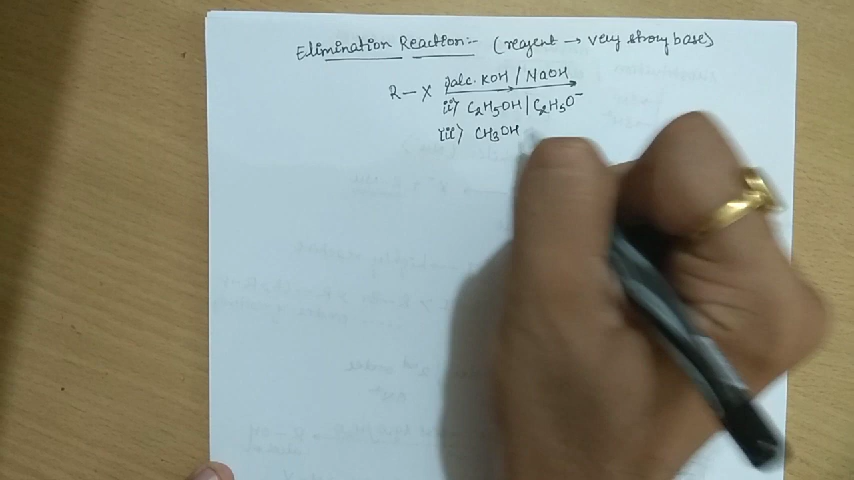 Elimination Reaction:- (reagent → very strong base)
R-X i) alc. KOH / NaOH →
ii) C₂H₅OH / C₂H₅O⁻
iii) CH₃OH